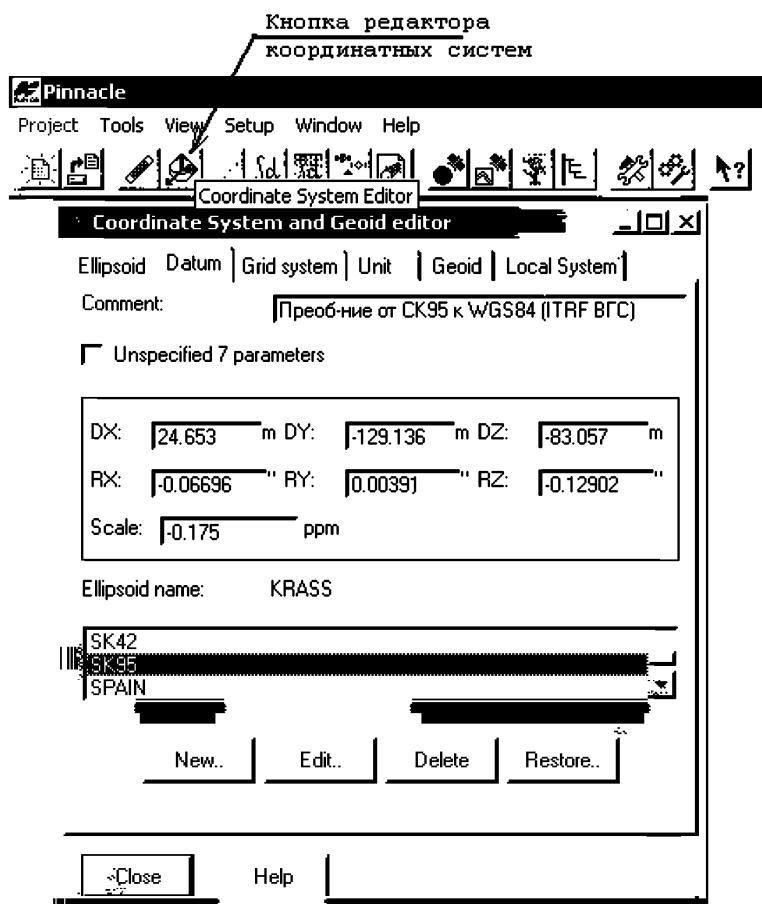 Кнопка редактора
координатных систем
Pinnacle
Project Tools View Setup Window Help
Coordinate System Editor
Coordinate System and Geoid editor
Ellipsoid Datum Grid system Unit Geoid Local System
Comment: Преоб-ние от СК95 к WGS84 (ITRF ВГС)
Unspecified 7 parameters
DX: 24.653 m DY: -129.136 m DZ: -83.057 m
RX: -0.06696 " RY: 0.00391 " RZ: -0.12902 "
Scale: -0.175 ppm
Ellipsoid name: KRASS
SK42
SK95
SPAIN
New.. Edit.. Delete Restore..
Close Help